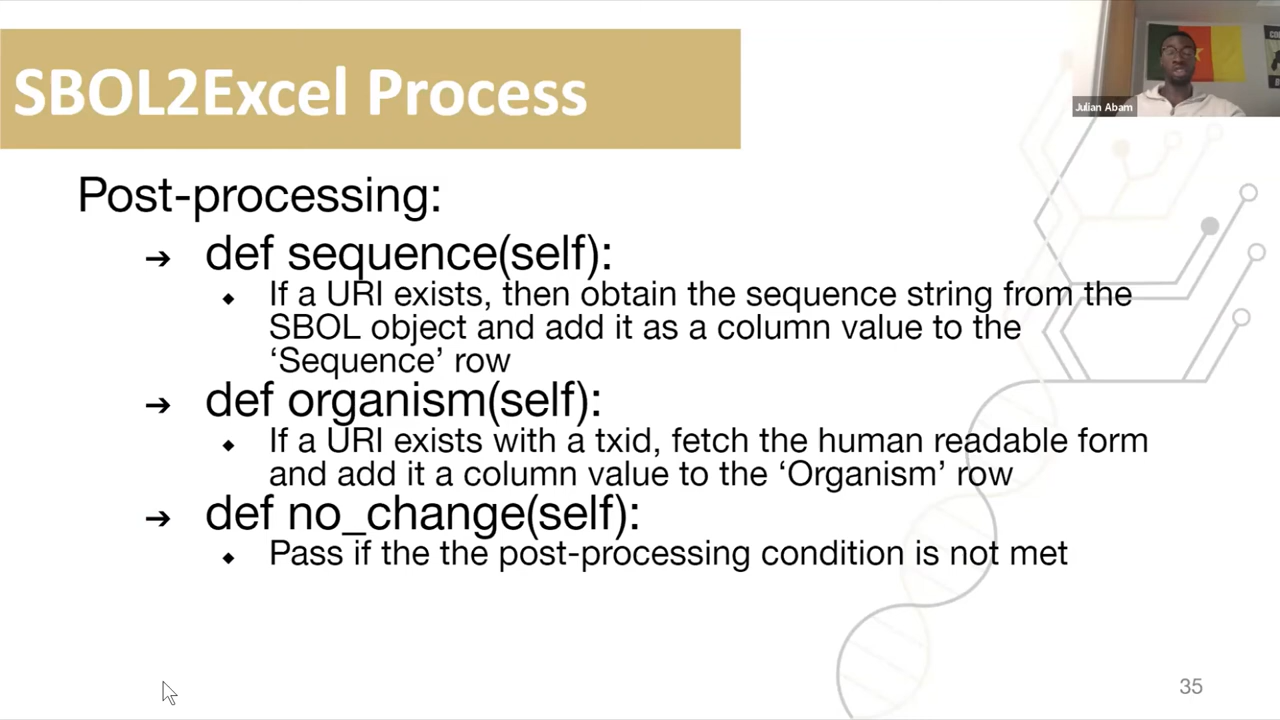 SBOL2Excel Process
Julian Abam
Post-processing:
➔ def sequence(self):
◆ If a URI exists, then obtain the sequence string from the
SBOL object and add it as a column value to the
‘Sequence’ row
➔ def organism(self):
◆ If a URI exists with a txid, fetch the human readable form
and add it a column value to the ‘Organism’ row
➔ def no_change(self):
◆ Pass if the the post-processing condition is not met
35